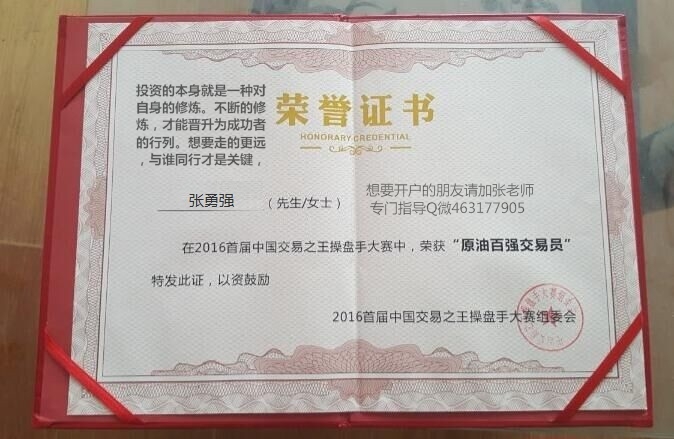 投资的本身就是一种对
自身的修炼。不断的修
炼，才能晋升为成功者
的行列。想要走的更远
，与谁同行才是关键，
荣誉证书
HONORARY CREDENTIAL
张勇强 （先生/女士）
想要开户的朋友请加张老师
专门指导Q微463177905
在2016首届中国交易之王操盘手大赛中，荣获“原油百强交易员”
特发此证，以资鼓励
2016首届中国交易之王操盘手大赛组委会